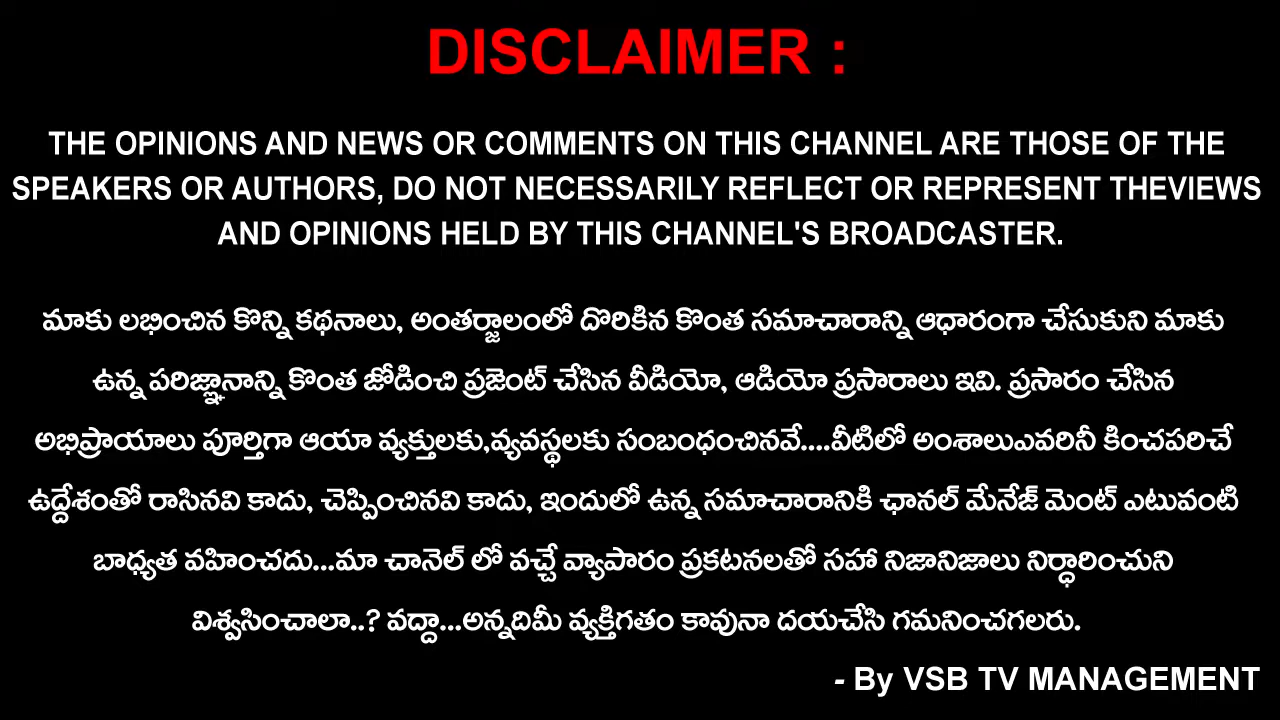 DISCLAIMER :
THE OPINIONS AND NEWS OR COMMENTS ON THIS CHANNEL ARE THOSE OF THE
SPEAKERS OR AUTHORS, DO NOT NECESSARILY REFLECT OR REPRESENT THEVIEWS
AND OPINIONS HELD BY THIS CHANNEL'S BROADCASTER.
మాకు లభించిన కొన్ని కథనాలు, అంతర్జాలంలో దొరికిన కొంత సమాచారాన్ని ఆధారంగా చేసుకుని మాకు
ఉన్న పరిజ్ఞానాన్ని కొంత జోడించి ప్రజెంట్ చేసిన వీడియో, ఆడియో ప్రసారాలు ఇవి. ప్రసారం చేసిన
అభిప్రాయాలు పూర్తిగా ఆయా వ్యక్తులకు,వ్యవస్థలకు సంబంధించినవే....వీటిలో అంశాలుఎవరినీ కించపరిచే
ఉద్దేశంతో రాసినవి కాదు, చెప్పించినవి కాదు, ఇందులో ఉన్న సమాచారానికి ఛానల్ మేనేజ్ మెంట్ ఎటువంటి
బాధ్యత వహించదు...మా చానెల్ లో వచ్చే వ్యాపారం ప్రకటనలతో సహా నిజానిజాలు నిర్ధారించుని
విశ్వసించాలా..? వద్దా...అన్నదిమీ వ్యక్తిగతం కావునా దయచేసి గమనించగలరు.
- By VSB TV MANAGEMENT